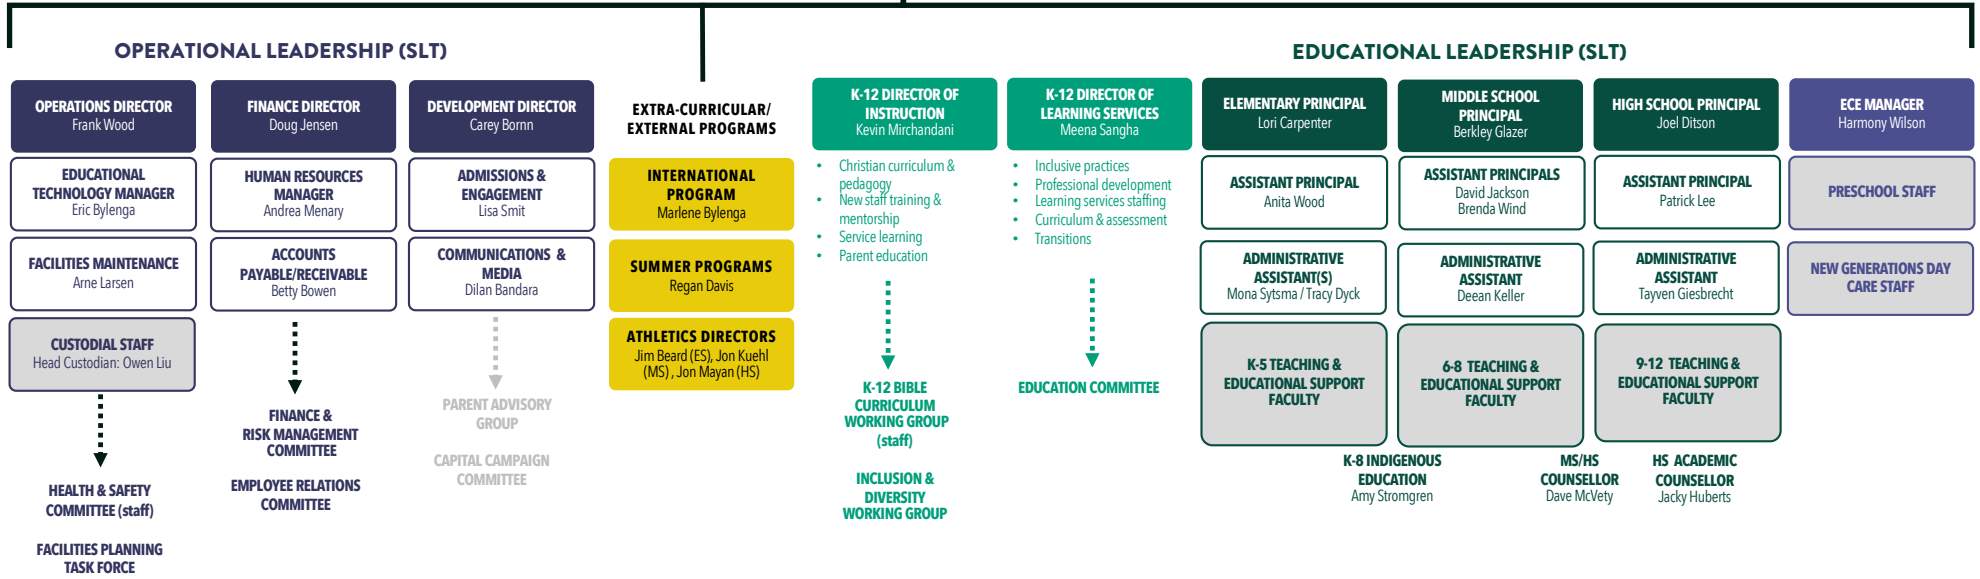 OPERATIONAL LEADERSHIP (SLT)
EDUCATIONAL LEADERSHIP (SLT)
OPERATIONS DIRECTOR
Frank Wood
EDUCATIONAL
TECHNOLOGY MANAGER
Eric Bylenga
FACILITIES MAINTENANCE
Arne Larsen
CUSTODIAL STAFF
Head Custodian: Owen Liu
HEALTH & SAFETY
COMMITTEE (staff)
FACILITIES PLANNING
TASK FORCE
FINANCE DIRECTOR
Doug Jensen
HUMAN RESOURCES
MANAGER
Andrea Menary
ACCOUNTS
PAYABLE/RECEIVABLE
Betty Bowen
FINANCE &
RISK MANAGEMENT
COMMITTEE
EMPLOYEE RELATIONS
COMMITTEE
DEVELOPMENT DIRECTOR
Carey Bornn
ADMISSIONS &
ENGAGEMENT
Lisa Smit
COMMUNICATIONS &
MEDIA
Dilan Bandara
PARENT ADVISORY
GROUP
CAPITAL CAMPAIGN
COMMITTEE
EXTRA-CURRICULAR/
EXTERNAL PROGRAMS
INTERNATIONAL
PROGRAM
Marlene Bylenga
SUMMER PROGRAMS
Regan Davis
ATHLETICS DIRECTORS
Jim Beard (ES), Jon Kuehl
(MS) , Jon Mayan (HS)
K-12 DIRECTOR OF
INSTRUCTION
Kevin Mirchandani
• Christian curriculum &
pedagogy
• New staff training &
mentorship
• Service learning
• Parent education
K-12 BIBLE
CURRICULUM
WORKING GROUP
(staff)
INCLUSION &
DIVERSITY
WORKING GROUP
K-12 DIRECTOR OF
LEARNING SERVICES
Meena Sangha
• Inclusive practices
• Professional development
• Learning services staffing
• Curriculum & assessment
• Transitions
EDUCATION COMMITTEE
ELEMENTARY PRINCIPAL
Lori Carpenter
ASSISTANT PRINCIPAL
Anita Wood
ADMINISTRATIVE
ASSISTANT(S)
Mona Sytsma / Tracy Dyck
K-5 TEACHING &
EDUCATIONAL SUPPORT
FACULTY
MIDDLE SCHOOL
PRINCIPAL
Berkley Glazer
ASSISTANT PRINCIPALS
David Jackson
Brenda Wind
ADMINISTRATIVE
ASSISTANT
Deean Keller
6-8 TEACHING &
EDUCATIONAL SUPPORT
FACULTY
HIGH SCHOOL PRINCIPAL
Joel Ditson
ASSISTANT PRINCIPAL
Patrick Lee
ADMINISTRATIVE
ASSISTANT
Tayven Giesbrecht
9-12 TEACHING &
EDUCATIONAL SUPPORT
FACULTY
K-8 INDIGENOUS
EDUCATION
Amy Stromgren
MS/HS
COUNSELLOR
Dave McVety
HS ACADEMIC
COUNSELLOR
Jacky Huberts
ECE MANAGER
Harmony Wilson
PRESCHOOL STAFF
NEW GENERATIONS DAY
CARE STAFF